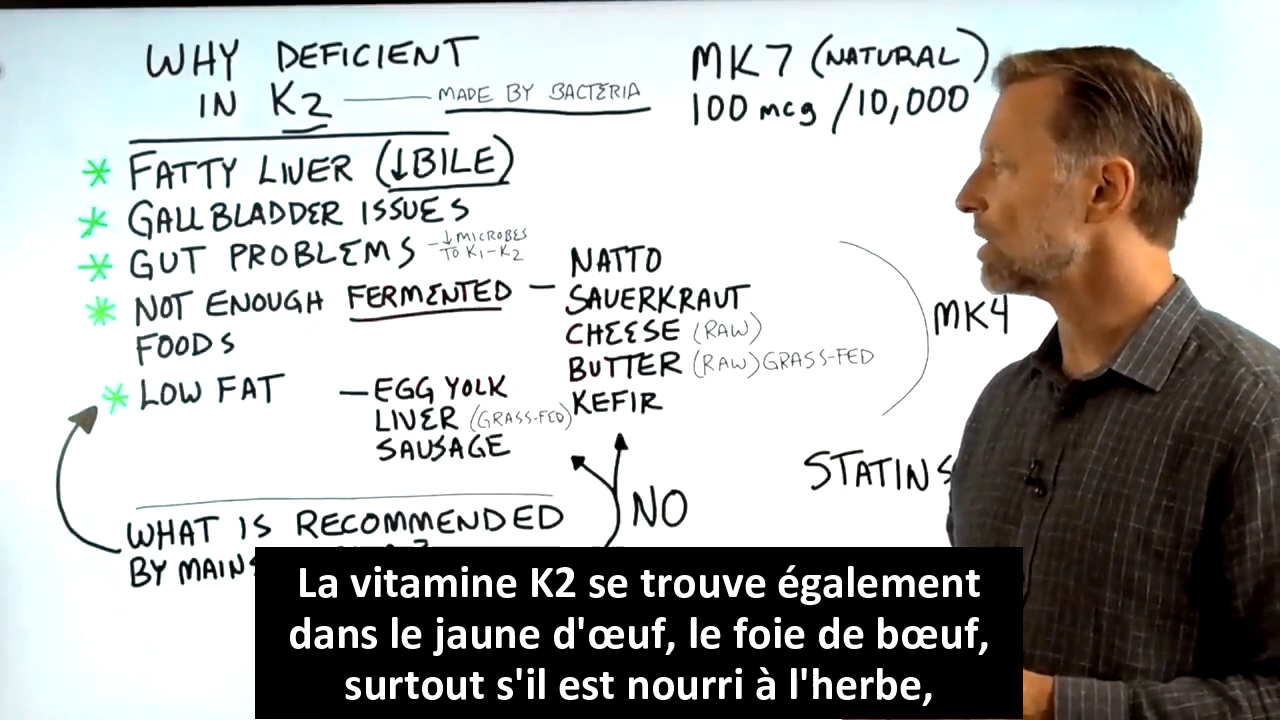 WHY DEFICIENT
IN K2 — MADE BY BACTERIA
MK7 (NATURAL)
100 mcg / 10,000
* FATTY LIVER (↓BILE)
* GALLBLADDER ISSUES
* GUT PROBLEMS - ↓ MICROBES
TO K1-K2
* NOT ENOUGH FERMENTED —
FOODS
NATTO
SAUERKRAUT
CHEESE (RAW)
BUTTER (RAW) GRASS-FED
KEFIR
MK4
* LOW FAT — EGG YOLK
LIVER (GRASS-FED)
SAUSAGE
STATINS
NO
WHAT IS RECOMMENDED
BY
La vitamine K2 se trouve également
dans le jaune d'œuf, le foie de bœuf,
surtout s'il est nourri à l'herbe,